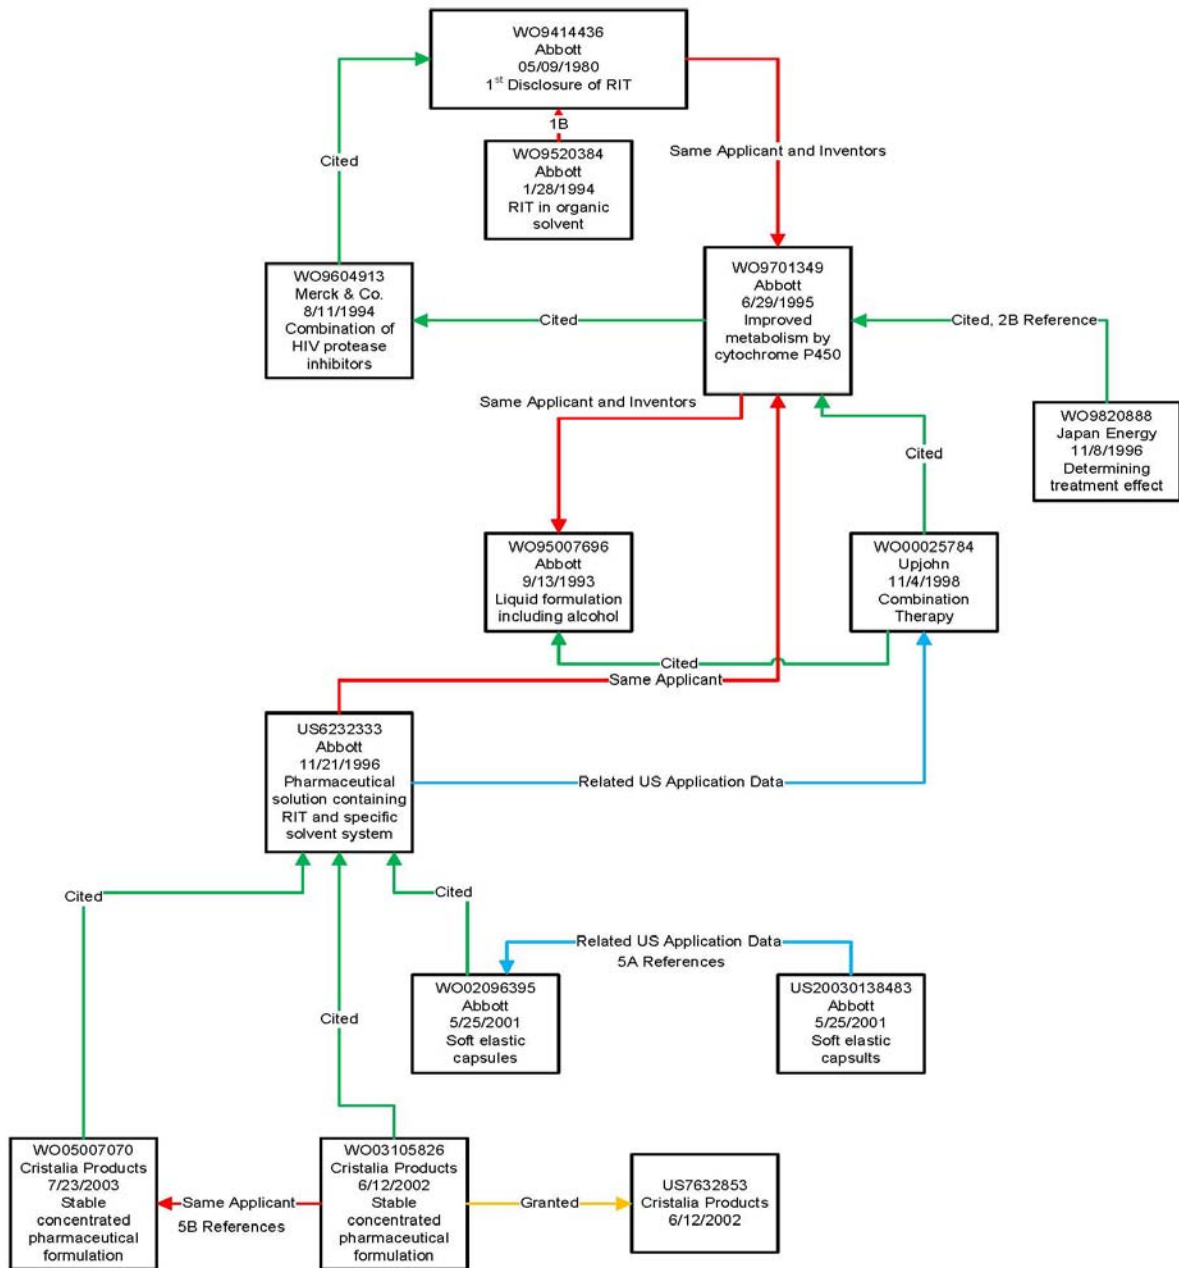 WO9414436
Abbott
05/09/1980
1st Disclosure of RIT
1B
WO9520384
Abbott
1/28/1994
RIT in organic
solvent
Cited
Same Applicant and Inventors
WO9604913
Merck & Co.
8/11/1994
Combination of
HIV protease
inhibitors
Cited
WO9701349
Abbott
6/29/1995
Improved
metabolism by
cytochrome P450
Cited, 2B Reference
WO9820888
Japan Energy
11/8/1996
Determining
treatment effect
Same Applicant and Inventors
Cited
WO95007696
Abbott
9/13/1993
Liquid formulation
including alcohol
WO00025784
Upjohn
11/4/1998
Combination
Therapy
Cited
Same Applicant
US6232333
Abbott
11/21/1996
Pharmaceutical
solution containing
RIT and specific
solvent system
Related US Application Data
Cited
Cited
Cited
Related US Application Data
5A References
WO02096395
Abbott
5/25/2001
Soft elastic
capsules
US20030138483
Abbott
5/25/2001
Soft elastic
capsults
WO05007070
Cristalia Products
7/23/2003
Stable
concentrated
pharmaceutical
formulation
Same Applicant
5B References
WO03105826
Cristalia Products
6/12/2002
Stable
concentrated
pharmaceutical
formulation
Granted
US7632853
Cristalia Products
6/12/2002